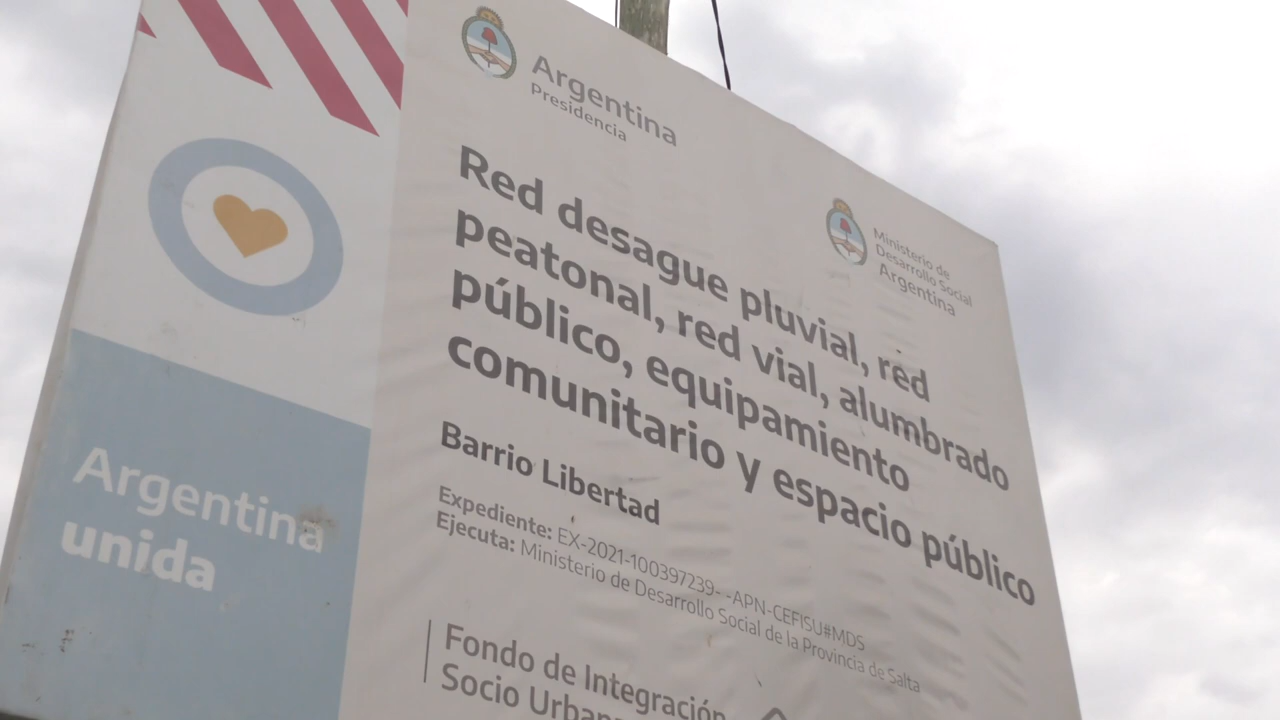 Argentina
Presidencia
Ministerio de
Desarrollo Social
Argentina
Red desague pluvial, red
peatonal, red vial, alumbrado
público, equipamiento
comunitario y espacio público
Barrio Libertad
Expediente: EX-2021-100397239- -APN-CEFISU#MDS
Ejecuta: Ministerio de Desarrollo Social de la Provincia de Salta
Fondo de Integración
Socio
Argentina
unida